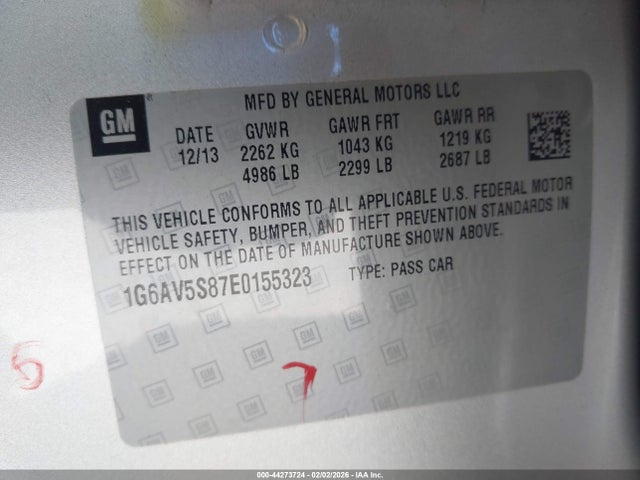 GM
MFD BY GENERAL MOTORS LLC
DATE GVWR GAWR FRT GAWR RR
12/13 2262 KG 1043 KG 1219 KG
4986 LB 2299 LB 2687 LB
THIS VEHICLE CONFORMS TO ALL APPLICABLE U.S. FEDERAL MOTOR
VEHICLE SAFETY, BUMPER, AND THEFT PREVENTION STANDARDS IN
EFFECT ON THE DATE OF MANUFACTURE SHOWN ABOVE.
1G6AV5S87E0155323 TYPE: PASS CAR
5 7
000-44273724 - 02/02/2026 - IAA Inc.